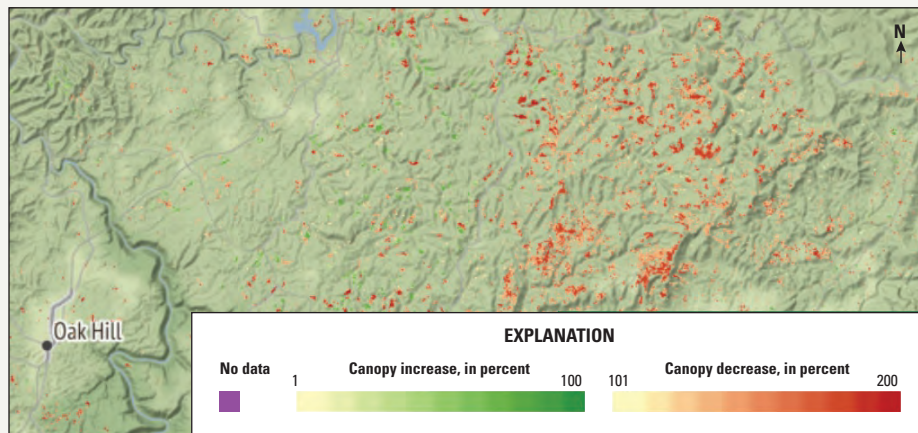 N
Oak Hill
EXPLANATION
No data
Canopy increase, in percent
Canopy decrease, in percent
1
100
101
200